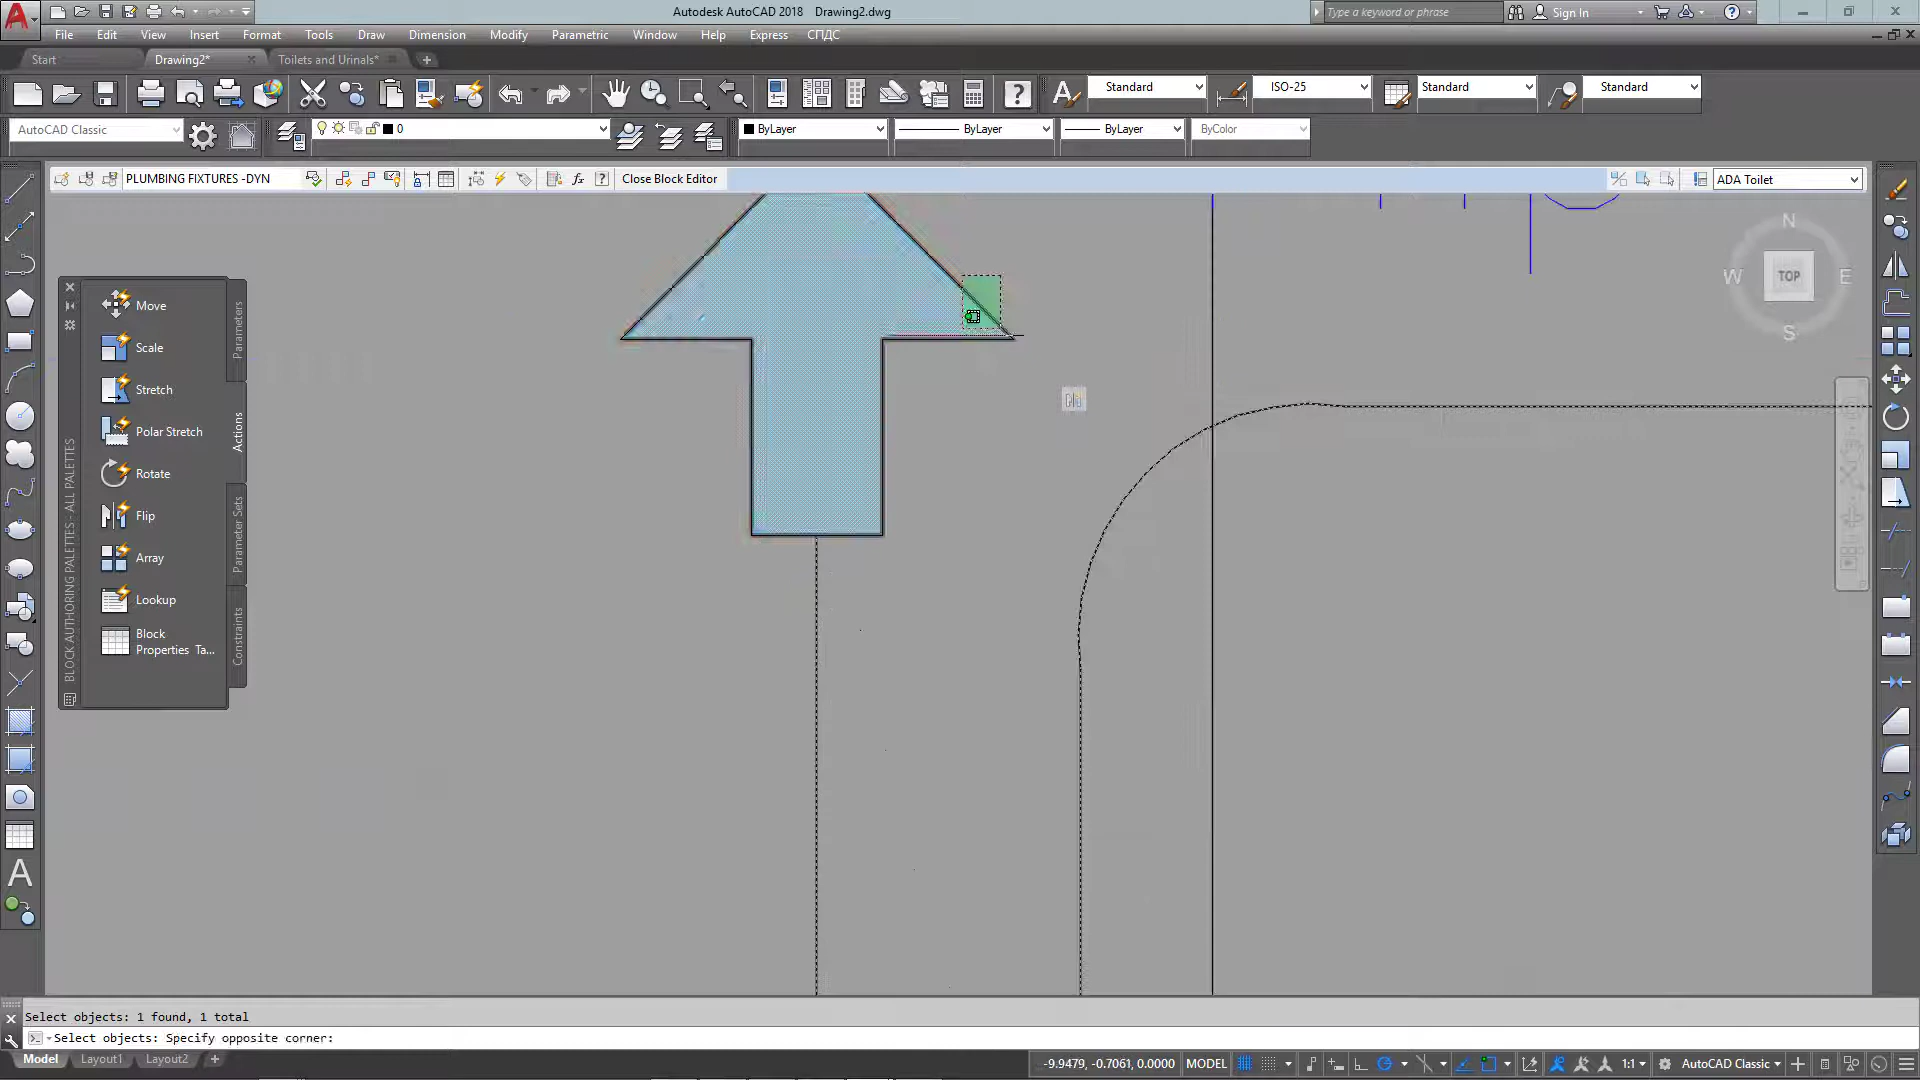 Autodesk AutoCAD 2018 Drawing2.dwg
Type a keyword or phrase
Sign In
File Edit View Insert Format Tools Draw Dimension Modify Parametric Window Help Express СПДС
Start Drawing2* Toilets and Urinals*
Standard ISO-25 Standard Standard
AutoCAD Classic 0 ByLayer ByLayer ByLayer ByColor
PLUMBING FIXTURES -DYN Close Block Editor ADA Toilet
N
W TOP E
S
Move
Scale
Stretch
Polar Stretch
Rotate
Flip
Array
Lookup
Block
Properties Ta...
Parameters
Actions
Parameter Sets
Constraints
BLOCK AUTHORING PALETTES - ALL PALETTES
Select objects: 1 found, 1 total
Select objects: Specify opposite corner:
Model Layout1 Layout2
-9.9479, -0.7061, 0.0000 MODEL 1:1 AutoCAD Classic